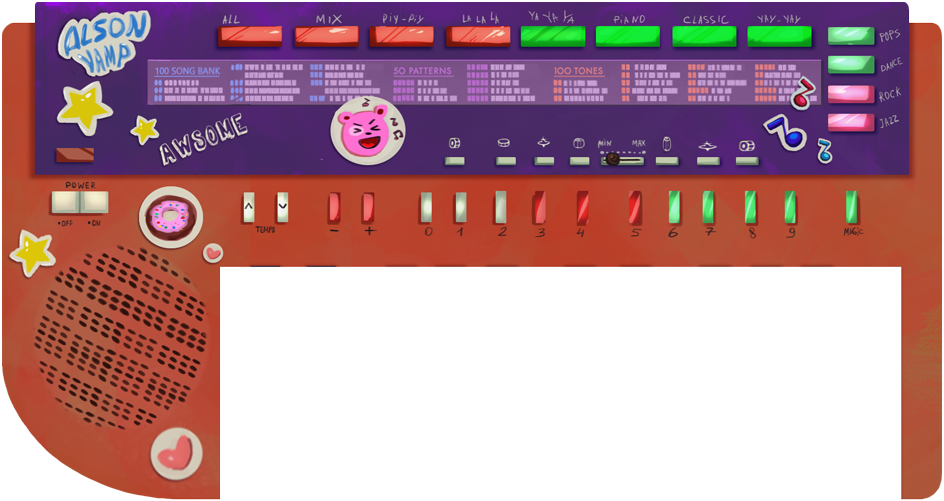 ALSON
VAMP
ALL MIX Piy-Piy LA LA LA YA-YA YA PiANO CLASSIC YAY-YAY
POPS
DANCE
ROCK
JAZZ
100 SONG BANK 50 PATTERNS 100 TONES
AWSOME
MIN MAX
POWER
•OFF •ON
TEMPO - + 0 1 2 3 4 5 6 7 8 9 MAGIC